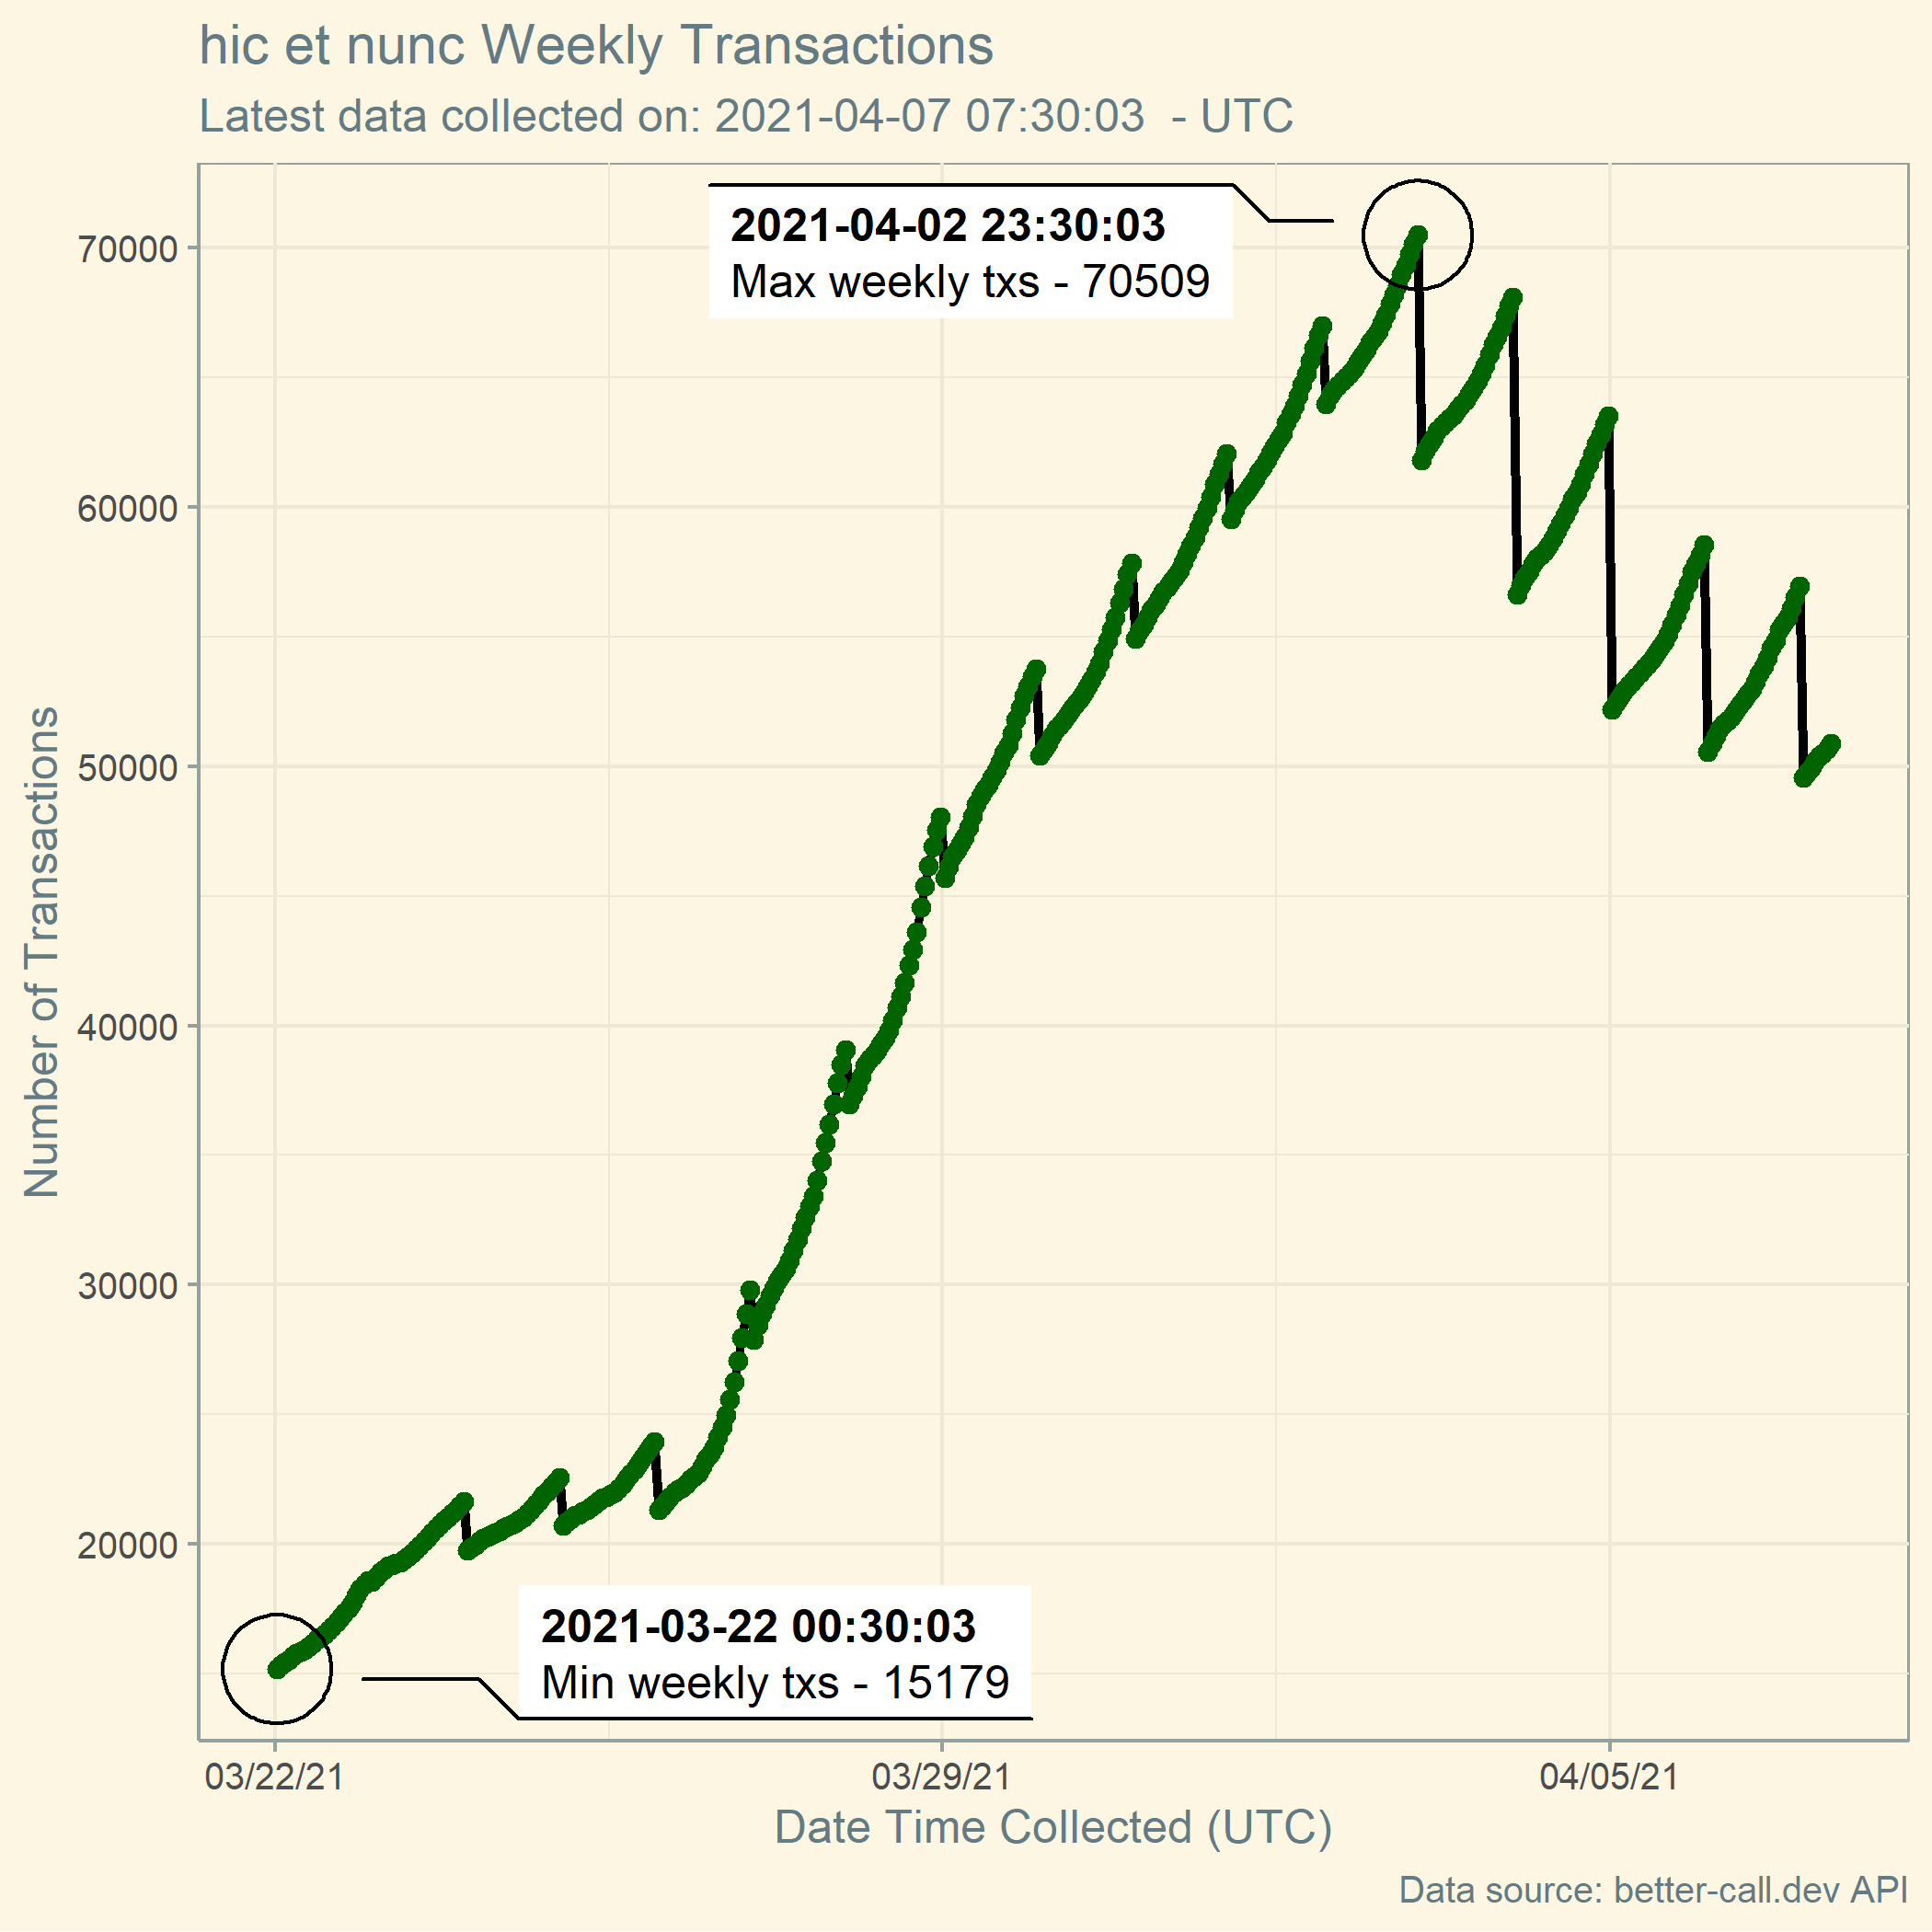 hic et nunc Weekly Transactions
Latest data collected on: 2021-04-07 07:30:03  - UTC
2021-04-02 23:30:03
Max weekly txs - 70509
Number of Transactions
70000
60000
50000
40000
30000
20000
2021-03-22 00:30:03
Min weekly txs - 15179
03/22/21
03/29/21
04/05/21
Date Time Collected (UTC)
Data source: better-call.dev API